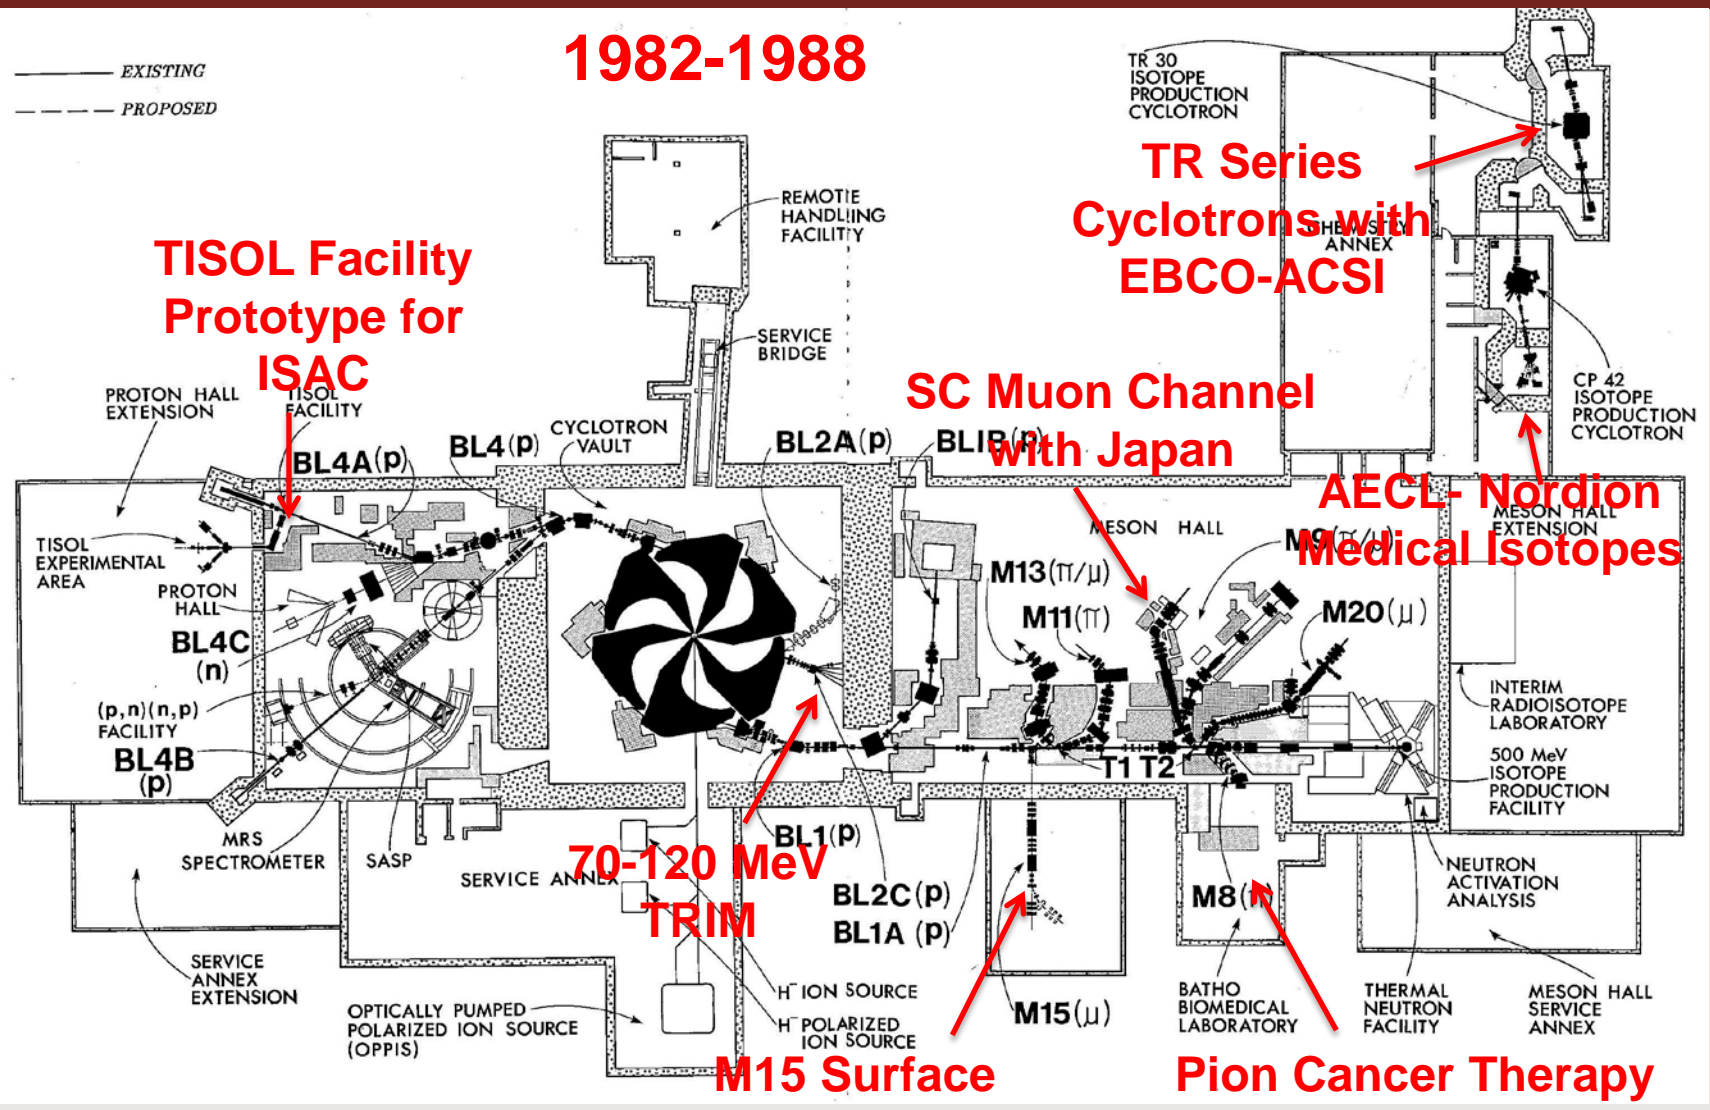 1982-1988
EXISTING
PROPOSED
TR 30
ISOTOPE
PRODUCTION
CYCLOTRON
TR Series
Cyclotrons with
EBCO-ACSI
CHEMISTRY
ANNEX
REMOTIE
HANDLING
FACILITY
TISOL Facility
Prototype for
ISAC
SERVICE
BRIDGE
PROTON HALL
EXTENSION
TISOL
FACILITY
SC Muon Channel
with Japan
CP 42
ISOTOPE
PRODUCTION
CYCLOTRON
BL4A(p)
BL4(p)
CYCLOTRON
VAULT
BL2A(p)
BL1B(p)
AECL- Nordion
Medical Isotopes
MESON HALL
EXTENSION
MESON HALL
M9(π/μ)
TISOL
EXPERIMENTAL
AREA
PROTON
HALL
M13(π/μ)
M11(π)
M20(μ)
BL4C
(n)
(p,n)(n,p)
FACILITY
BL4B
(p)
INTERIM
RADIOISOTOPE
LABORATORY
500 MeV
ISOTOPE
PRODUCTION
FACILITY
T1 T2
MRS
SPECTROMETER
SASP
SERVICE ANNEX
BL1(p)
70-120 MeV
TRIM
BL2C(p)
BL1A (p)
M8(π)
NEUTRON
ACTIVATION
ANALYSIS
SERVICE
ANNEX
EXTENSION
OPTICALLY PUMPED
POLARIZED ION SOURCE
(OPPIS)
H⁻ ION SOURCE
H⁻ POLARIZED
ION SOURCE
M15(μ)
BATHO
BIOMEDICAL
LABORATORY
THERMAL
NEUTRON
FACILITY
MESON HALL
SERVICE
ANNEX
M15 Surface
Pion Cancer Therapy